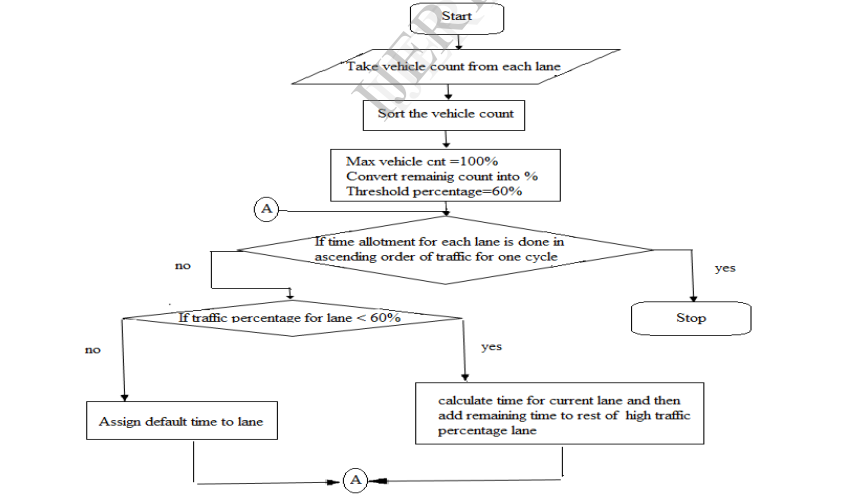 Start
Take vehicle count from each lane
Sort the vehicle count
Max vehicle cnt =100%
Convert remainig count into %
Threshold percentage=60%
A
If time allotment for each lane is done in
ascending order of traffic for one cycle
no
yes
If traffic percentage for lane < 60%
Stop
no
yes
Assign default time to lane
calculate time for current lane and then
add remaining time to rest of high traffic
percentage lane
A